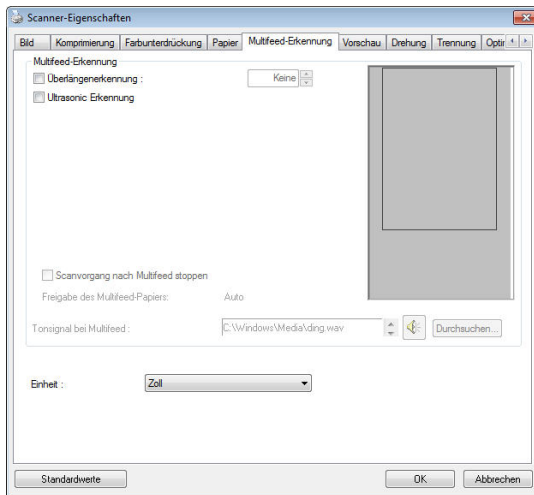 Scanner-Eigenschaften
Bild Komprimierung Farbunterdrückung Papier Multifeed-Erkennung Vorschau Drehung Trennung Optir
Multifeed-Erkennung
Überlängenerkennung : Keine
Ultrasonic Erkennung
Scanvorgang nach Multifeed stoppen
Freigabe des Multifeed-Papiers: Auto
Tonsignal bei Multifeed : C:\Windows\Media\ding.wav Durchsuchen...
Einheit : Zoll
Standardwerte OK Abbrechen